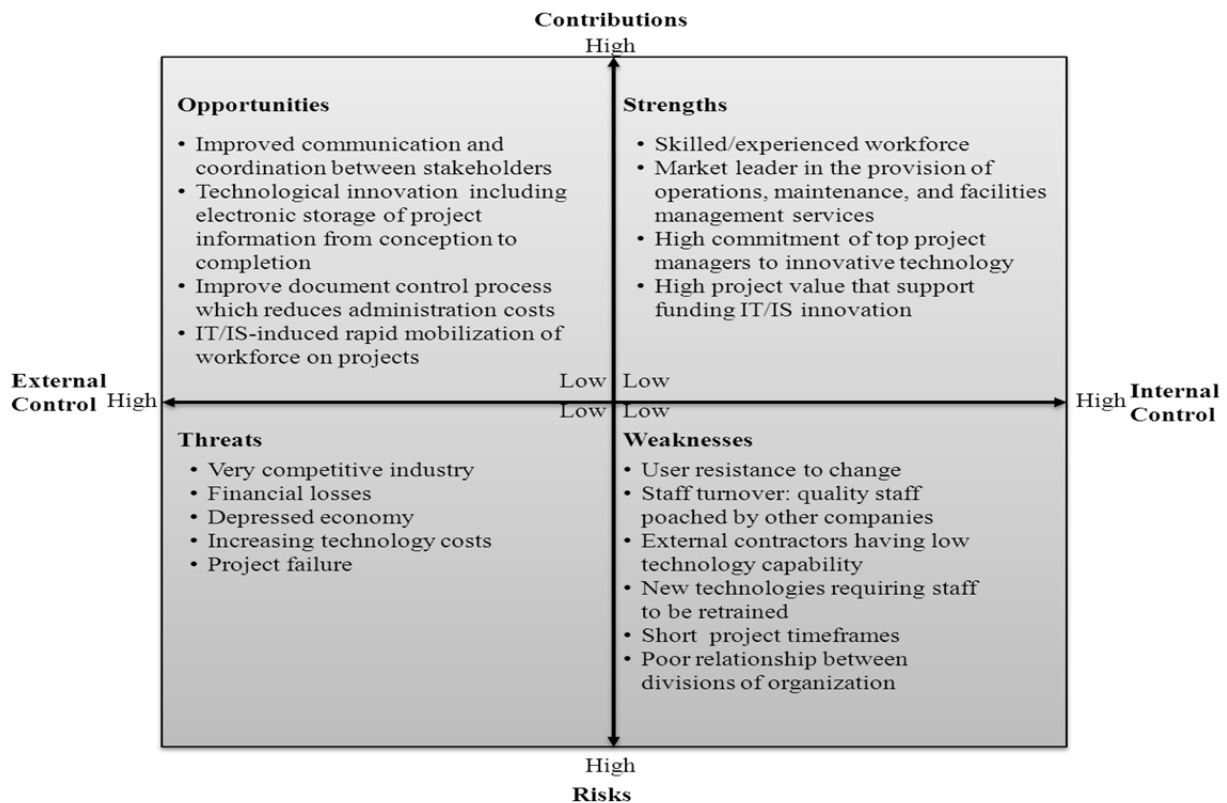 Contributions
High
Opportunities
• Improved communication and
coordination between stakeholders
• Technological innovation including
electronic storage of project
information from conception to
completion
• Improve document control process
which reduces administration costs
• IT/IS-induced rapid mobilization of
workforce on projects
Strengths
• Skilled/experienced workforce
• Market leader in the provision of
operations, maintenance, and facilities
management services
• High commitment of top project
managers to innovative technology
• High project value that support
funding IT/IS innovation
Low Low
External
Control High
High Internal
Control
Low Low
Threats
• Very competitive industry
• Financial losses
• Depressed economy
• Increasing technology costs
• Project failure
Weaknesses
• User resistance to change
• Staff turnover: quality staff
poached by other companies
• External contractors having low
technology capability
• New technologies requiring staff
to be retrained
• Short project timeframes
• Poor relationship between
divisions of organization
High
Risks